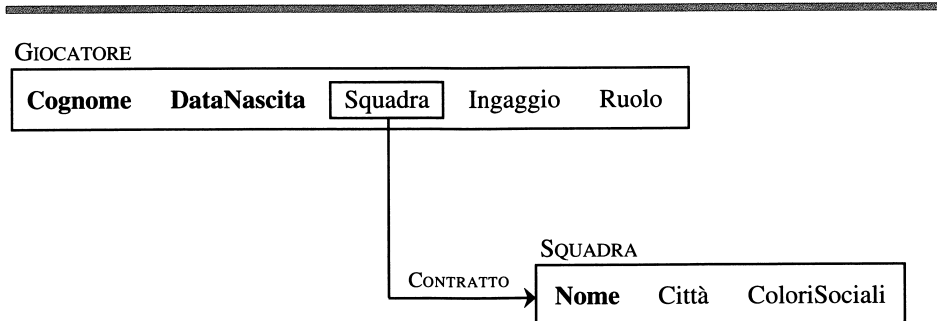 GIOCATORE
Cognome DataNascita Squadra Ingaggio Ruolo
SQUADRA
CONTRATTO
Nome Città ColoriSociali